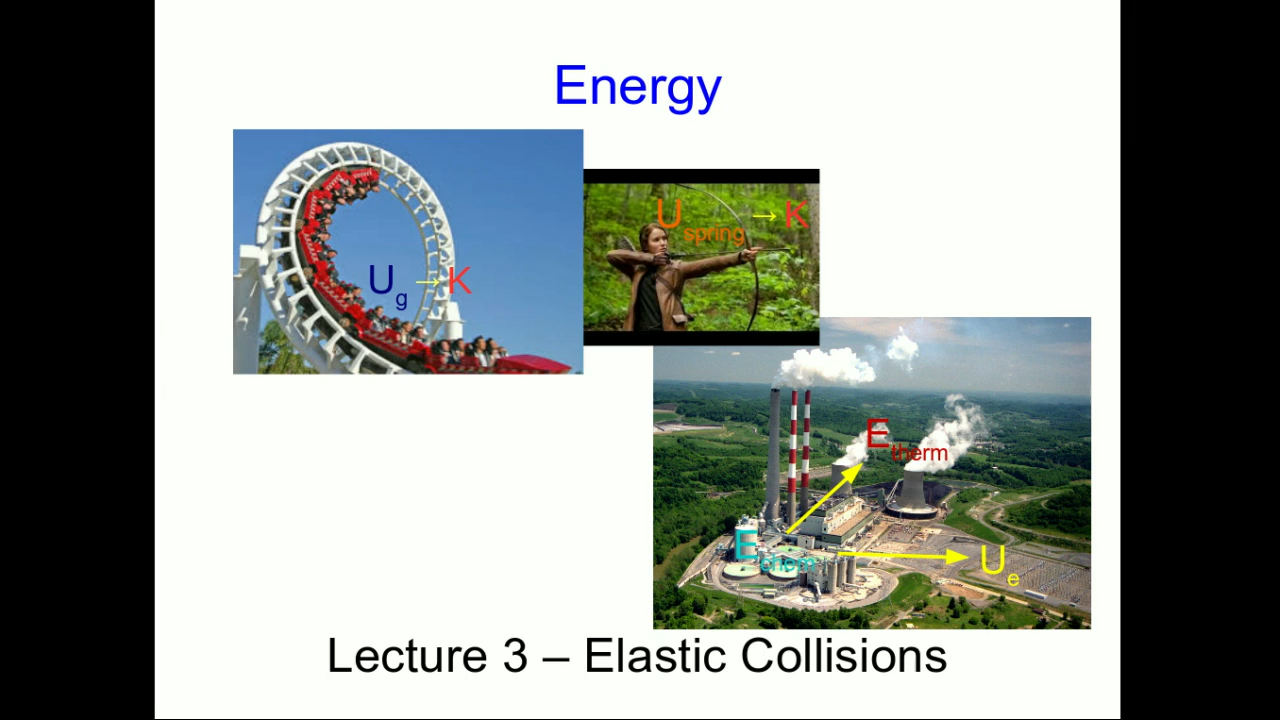 Energy
U_g → K
U_spring → K
E_therm
E_chem
U_e
Lecture 3 – Elastic Collisions